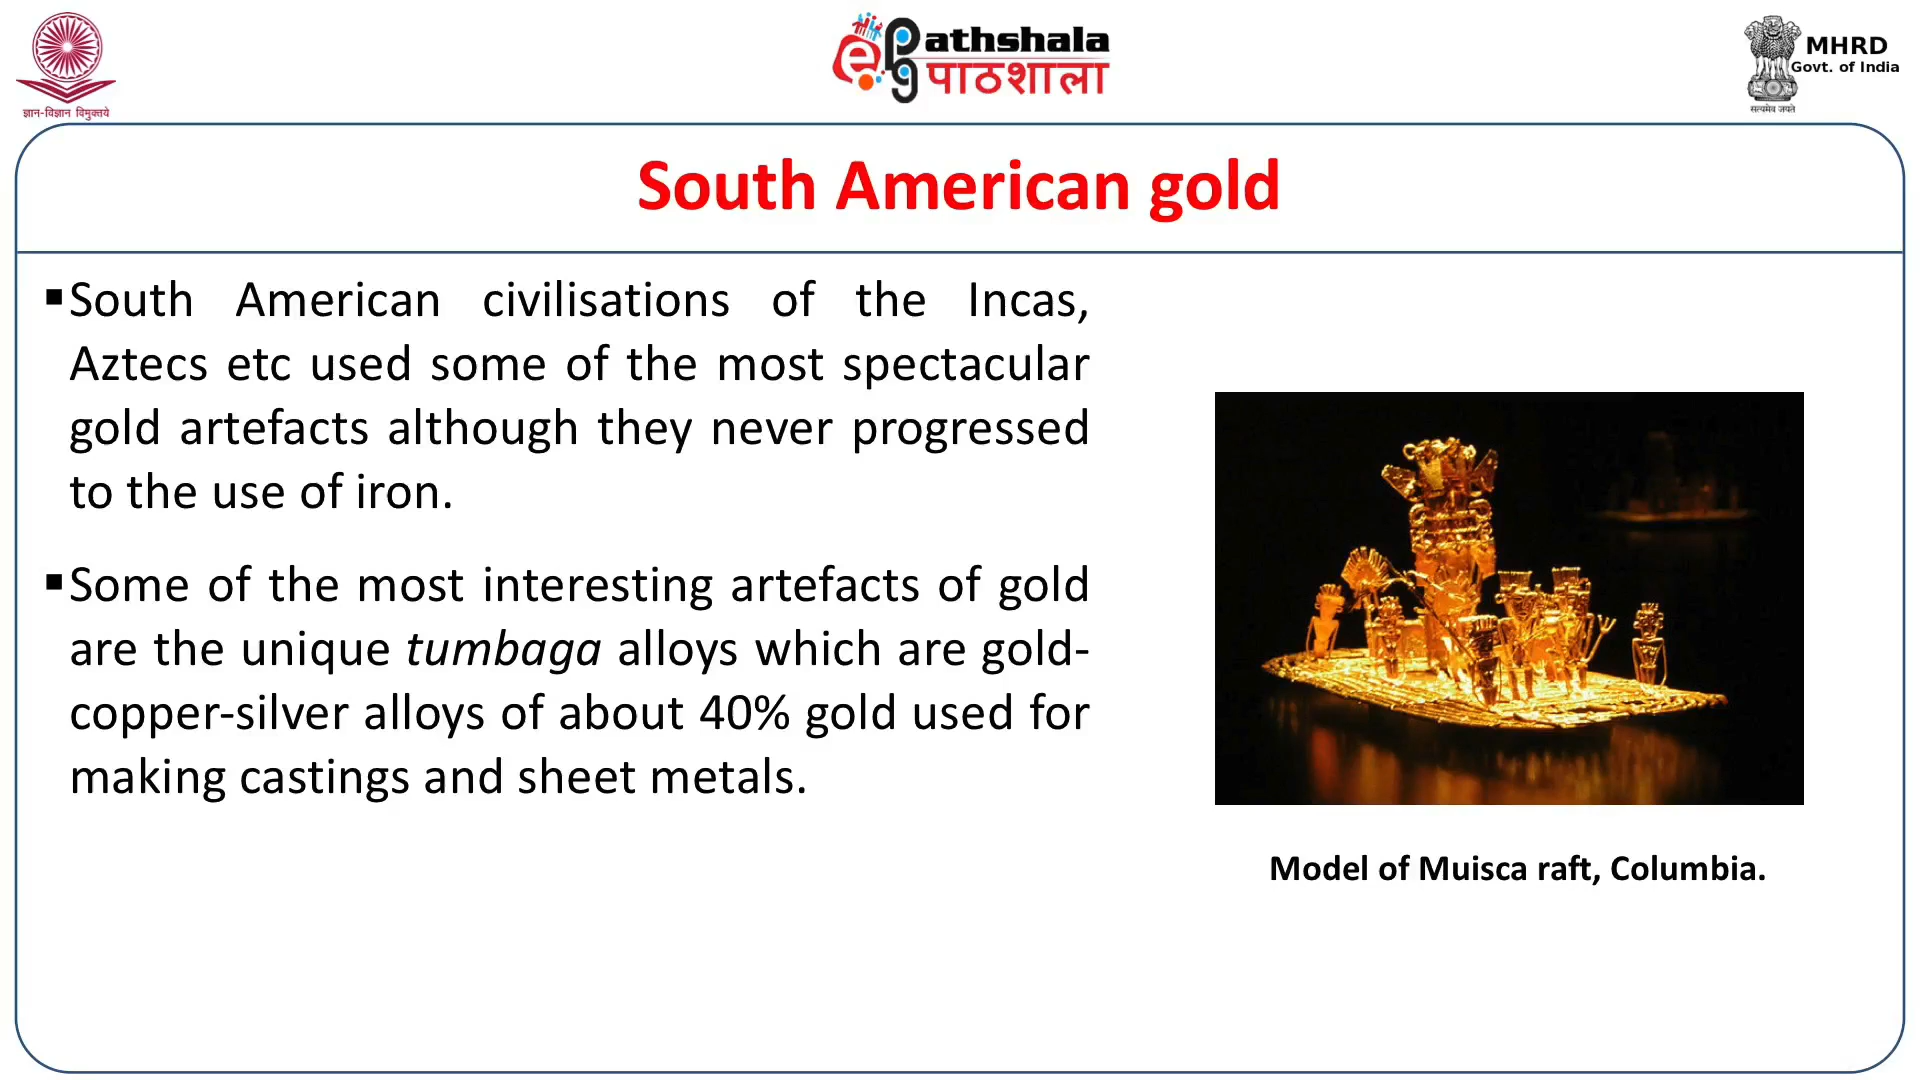 ज्ञान-विज्ञान विमुक्तये
ePathshala
पाठशाला
MHRD
Govt. of India
सत्यमेव जयते
South American gold
▪South American civilisations of the Incas,
Aztecs etc used some of the most spectacular
gold artefacts although they never progressed
to the use of iron.
▪Some of the most interesting artefacts of gold
are the unique tumbaga alloys which are gold-
copper-silver alloys of about 40% gold used for
making castings and sheet metals.
Model of Muisca raft, Columbia.